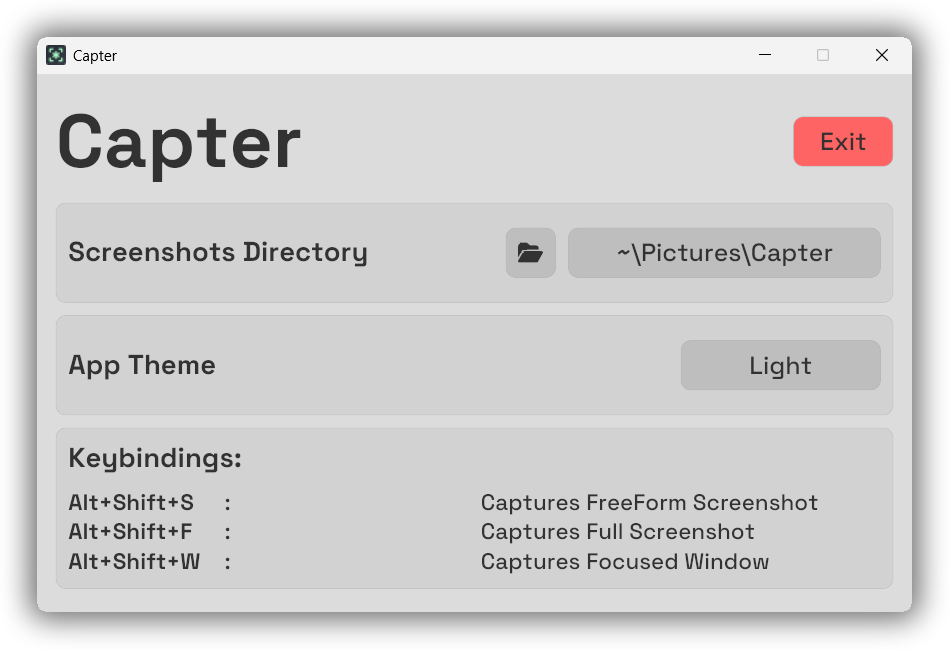 Capter
Capter
Exit
Screenshots Directory
~\Pictures\Capter
App Theme
Light
Keybindings:
Alt+Shift+S : Captures FreeForm Screenshot
Alt+Shift+F : Captures Full Screenshot
Alt+Shift+W : Captures Focused Window